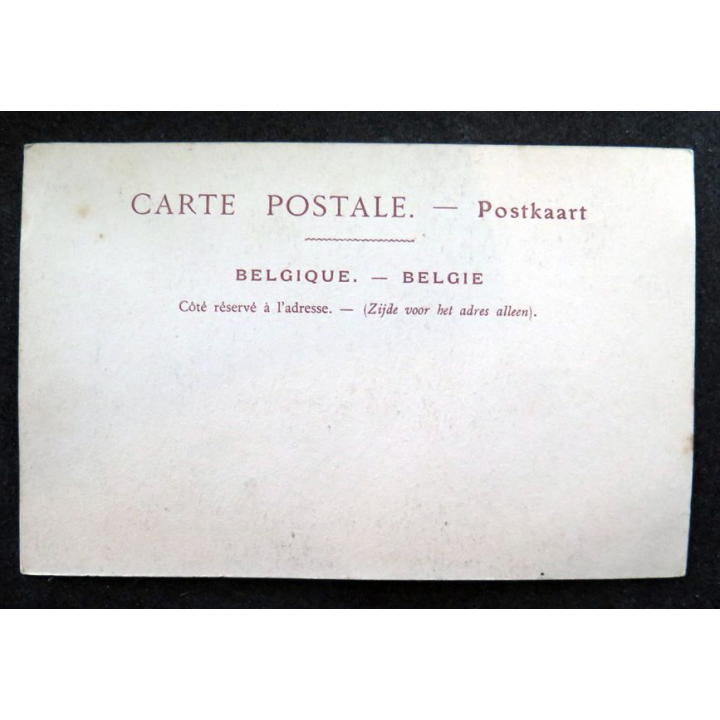 CARTE POSTALE. — Postkaart
BELGIQUE. — BELGIE
Côté réservé à l'adresse. — (Zijde voor het adres alleen).